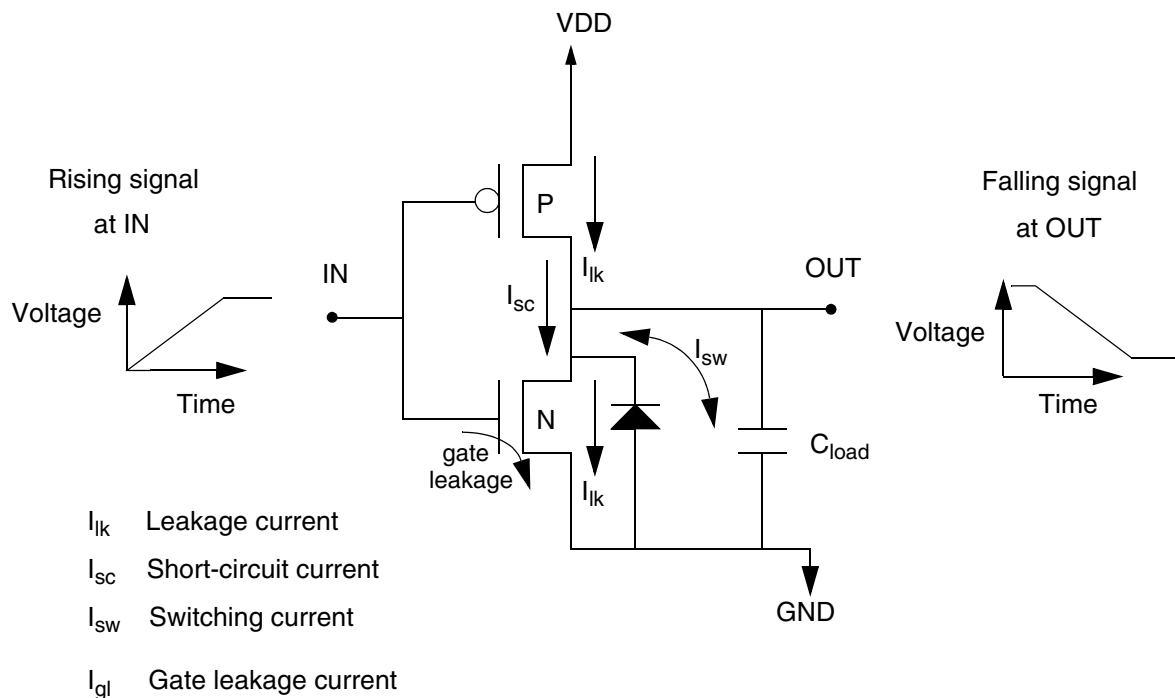 VDD
Rising signal
at IN
Falling signal
at OUT
P
I_lk
IN
OUT
I_sc
Voltage
Voltage
I_sw
Time
Time
N
gate
leakage
C_load
I_lk
I_lk Leakage current
I_sc Short-circuit current
I_sw Switching current
GND
I_gl Gate leakage current